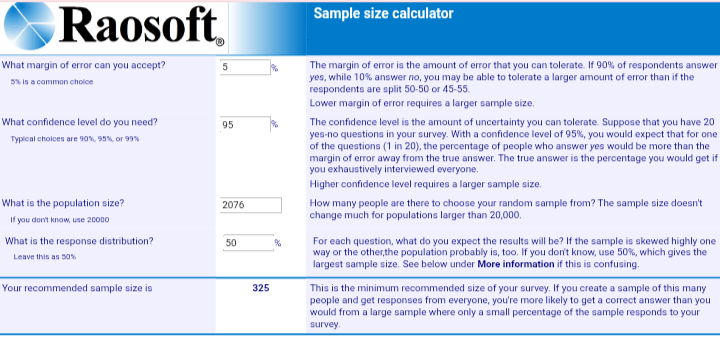 Raosoft®
Sample size calculator
What margin of error can you accept?
5% is a common choice
5 %
The margin of error is the amount of error that you can tolerate. If 90% of respondents answer
yes, while 10% answer no, you may be able to tolerate a larger amount of error than if the
respondents are split 50-50 or 45-55.
Lower margin of error requires a larger sample size.
What confidence level do you need?
Typical choices are 90%, 95%, or 99%
95 %
The confidence level is the amount of uncertainty you can tolerate. Suppose that you have 20
yes-no questions in your survey. With a confidence level of 95%, you would expect that for one
of the questions (1 in 20), the percentage of people who answer yes would be more than the
margin of error away from the true answer. The true answer is the percentage you would get if
you exhaustively interviewed everyone.
Higher confidence level requires a larger sample size.
What is the population size?
If you don't know, use 20000
2076
How many people are there to choose your random sample from? The sample size doesn't
change much for populations larger than 20,000.
What is the response distribution?
Leave this as 50%
50 %
For each question, what do you expect the results will be? If the sample is skewed highly one
way or the other,the population probably is, too. If you don't know, use 50%, which gives the
largest sample size. See below under More information if this is confusing.
Your recommended sample size is
325
This is the minimum recommended size of your survey. If you create a sample of this many
people and get responses from everyone, you're more likely to get a correct answer than you
would from a large sample where only a small percentage of the sample responds to your
survey.